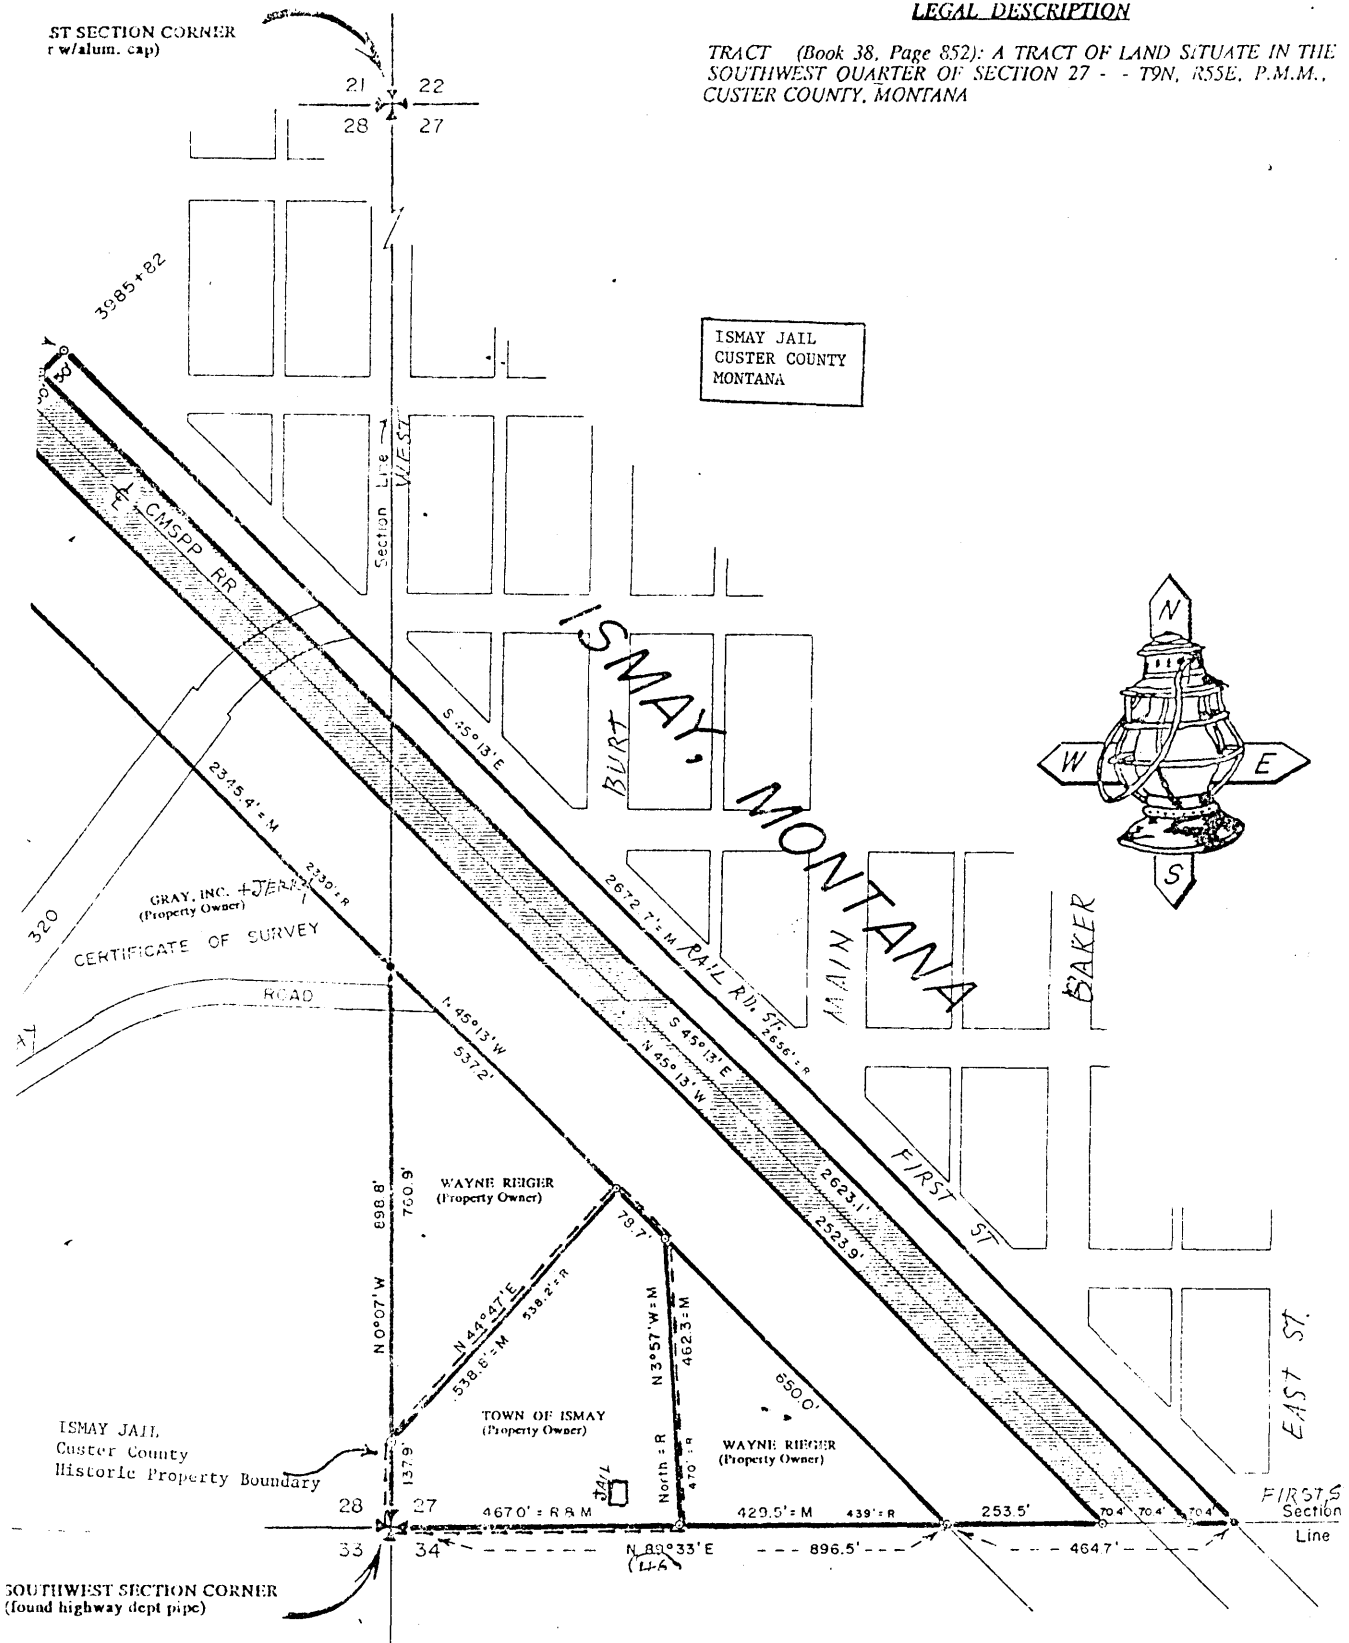 LEGAL DESCRIPTION
TRACT (Book 38, Page 852): A TRACT OF LAND SITUATE IN THE
SOUTHWEST QUARTER OF SECTION 27 - - T9N, R55E, P.M.M.,
CUSTER COUNTY, MONTANA
ST SECTION CORNER
r w/alum. cap)
21 22
28 27
3985+82
ISMAY JAIL
CUSTER COUNTY
MONTANA
50'
Section Line
WEST
CMSPP RR
ISMAY, MONTANA
N
W E
S
BURT
S 45° 13' E
2345.4' = M
2330' = R
GRAY, INC. + JERRY
(Property Owner)
320
CERTIFICATE OF SURVEY
ROAD
2672.7' = M
RAIL RD. ST.
2656' = R
MAIN
BAKER
N 45° 13' W
537.2'
S 45° 13' E
N 45° 13' W
FIRST ST
2623.1'
2523.9'
WAYNE REIGER
(Property Owner)
898.8'
760.9'
N 0° 07' W
78.7'
N 44° 47' E
538.2' = R
538.8' = M
N 3° 57' W = M
462.3 = M
North = R
470' = R
650.0'
EAST ST.
TOWN OF ISMAY
(Property Owner)
WAYNE RIEGER
(Property Owner)
JAIL
ISMAY JAIL
Custer County
Historic Property Boundary
137.9'
28 27
33 34
467.0' = R & M
429.5' = M
439' = R
253.5'
70.4' 70.4' 70.4'
FIRST S
Section
Line
N 89° 33' E
896.5'
464.7'
SOUTHWEST SECTION CORNER
(found highway dept pipe)